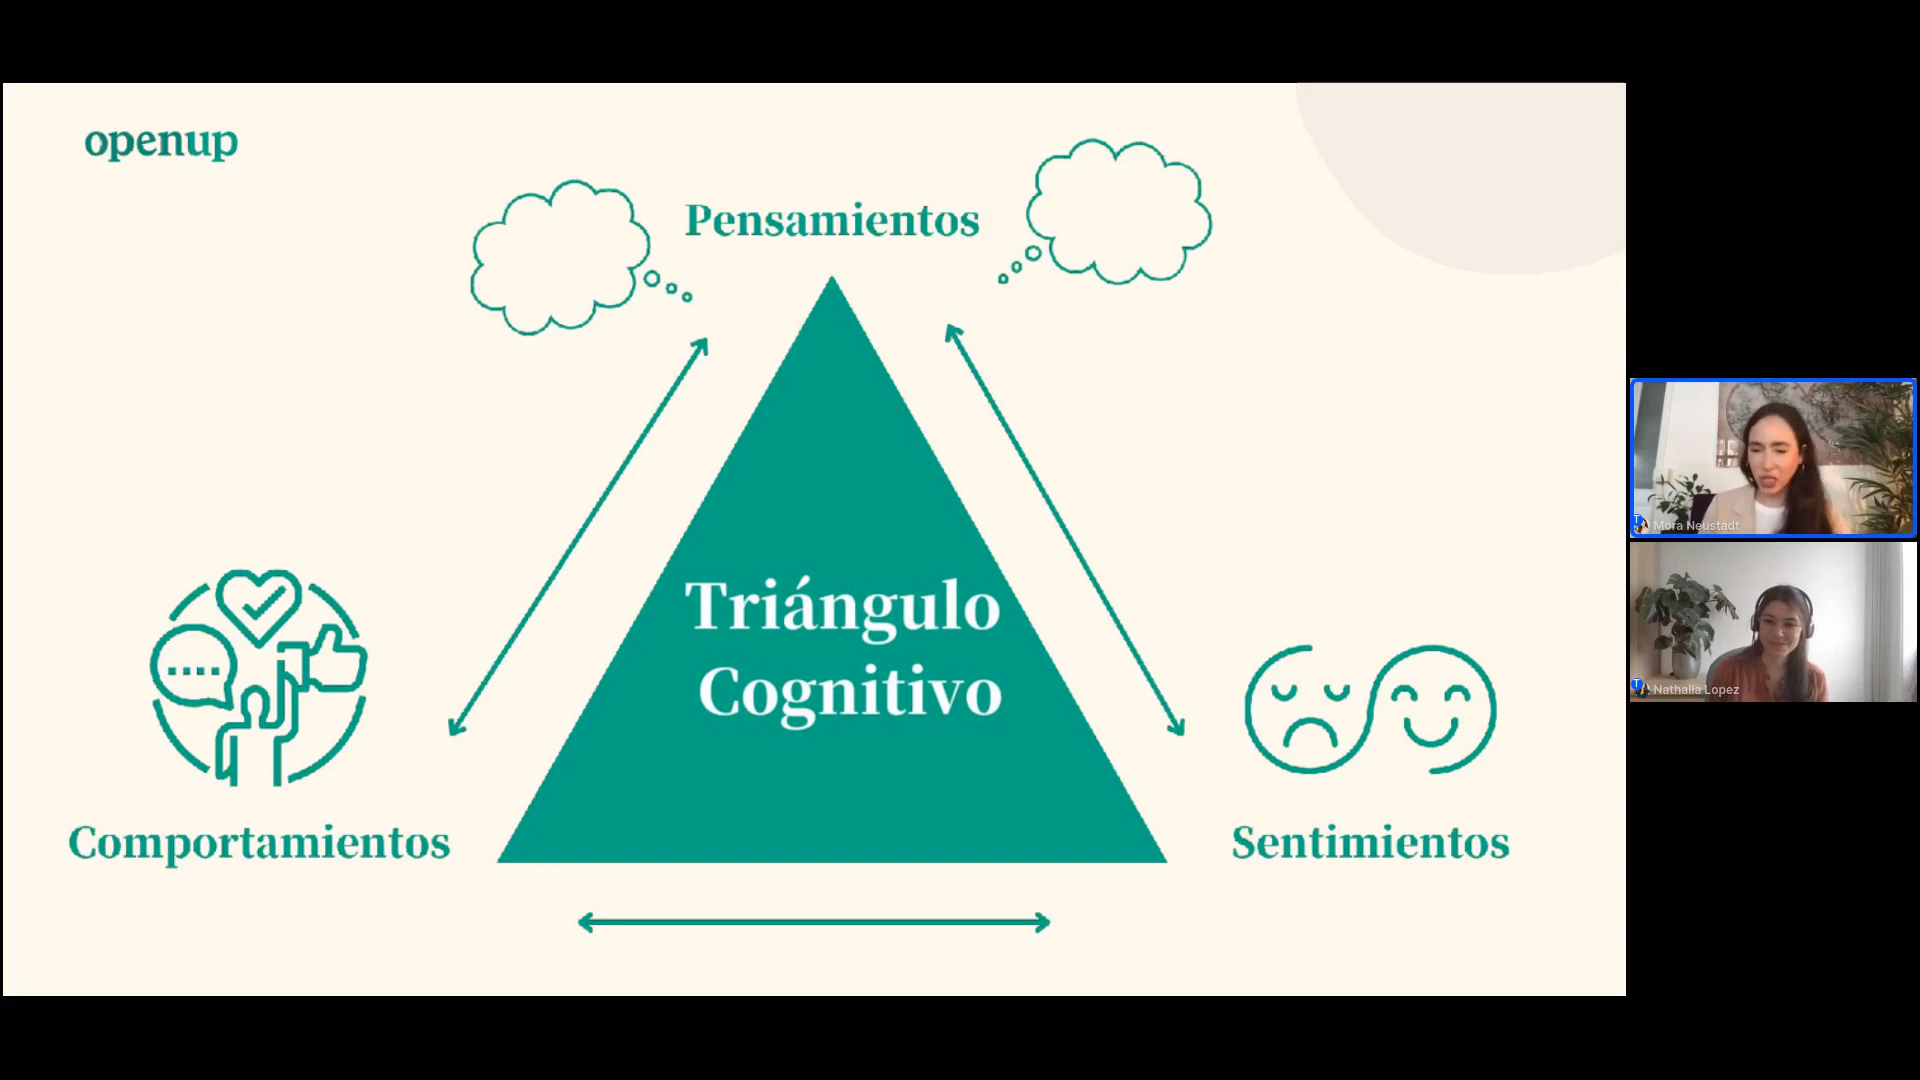 openup
Pensamientos
Triángulo
Cognitivo
Comportamientos
Sentimientos
Mora Neustadt
Nathalia Lopez